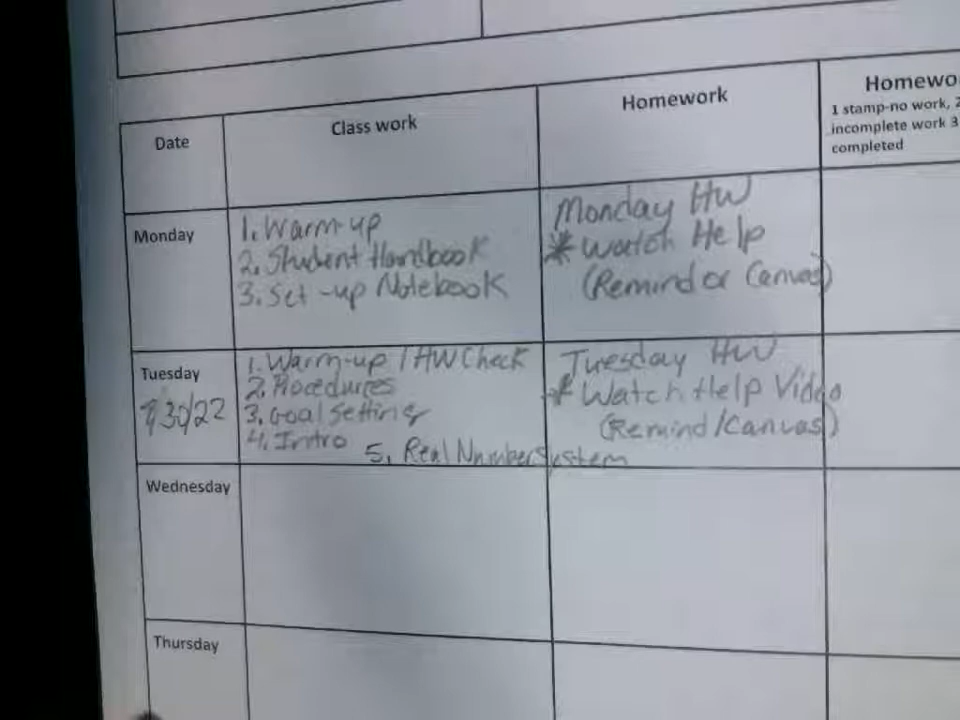 Date
Class work
Homework
Homewo
1 stamp-no work, 2
incomplete work 3
completed
Monday
1. Warm-up
2. Student Handbook
3. Set-up Notebook
Monday HW
* Watch Help
(Remind or Canvas)
Tuesday
/30/22
1. Warm-up / HW Check
2. Procedures
3. Goal Setting
4. Intro
5. Real Number System
Tuesday HW
* Watch Help Video
(Remind/Canvas)
Wednesday
Thursday